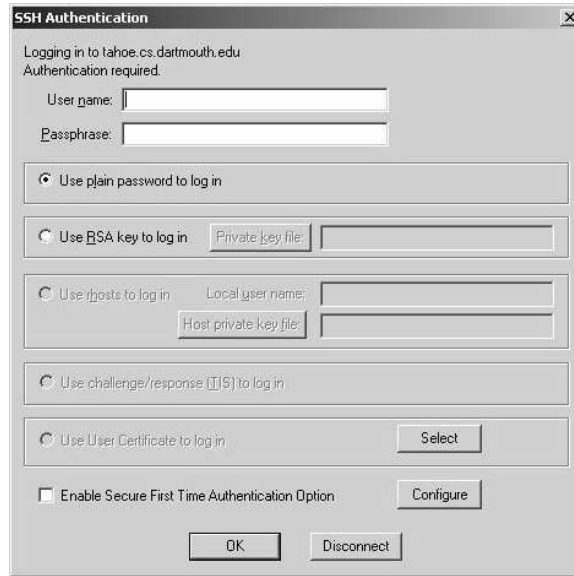 SSH Authentication
Logging in to tahoe.cs.dartmouth.edu
Authentication required.
User name:
Passphrase:
Use plain password to log in
Use RSA key to log in Private key file:
Use rhosts to log in Local user name:
Host private key file:
Use challenge/response (TIS) to log in
Use User Certificate to log in Select
Enable Secure First Time Authentication Option Configure
OK Disconnect